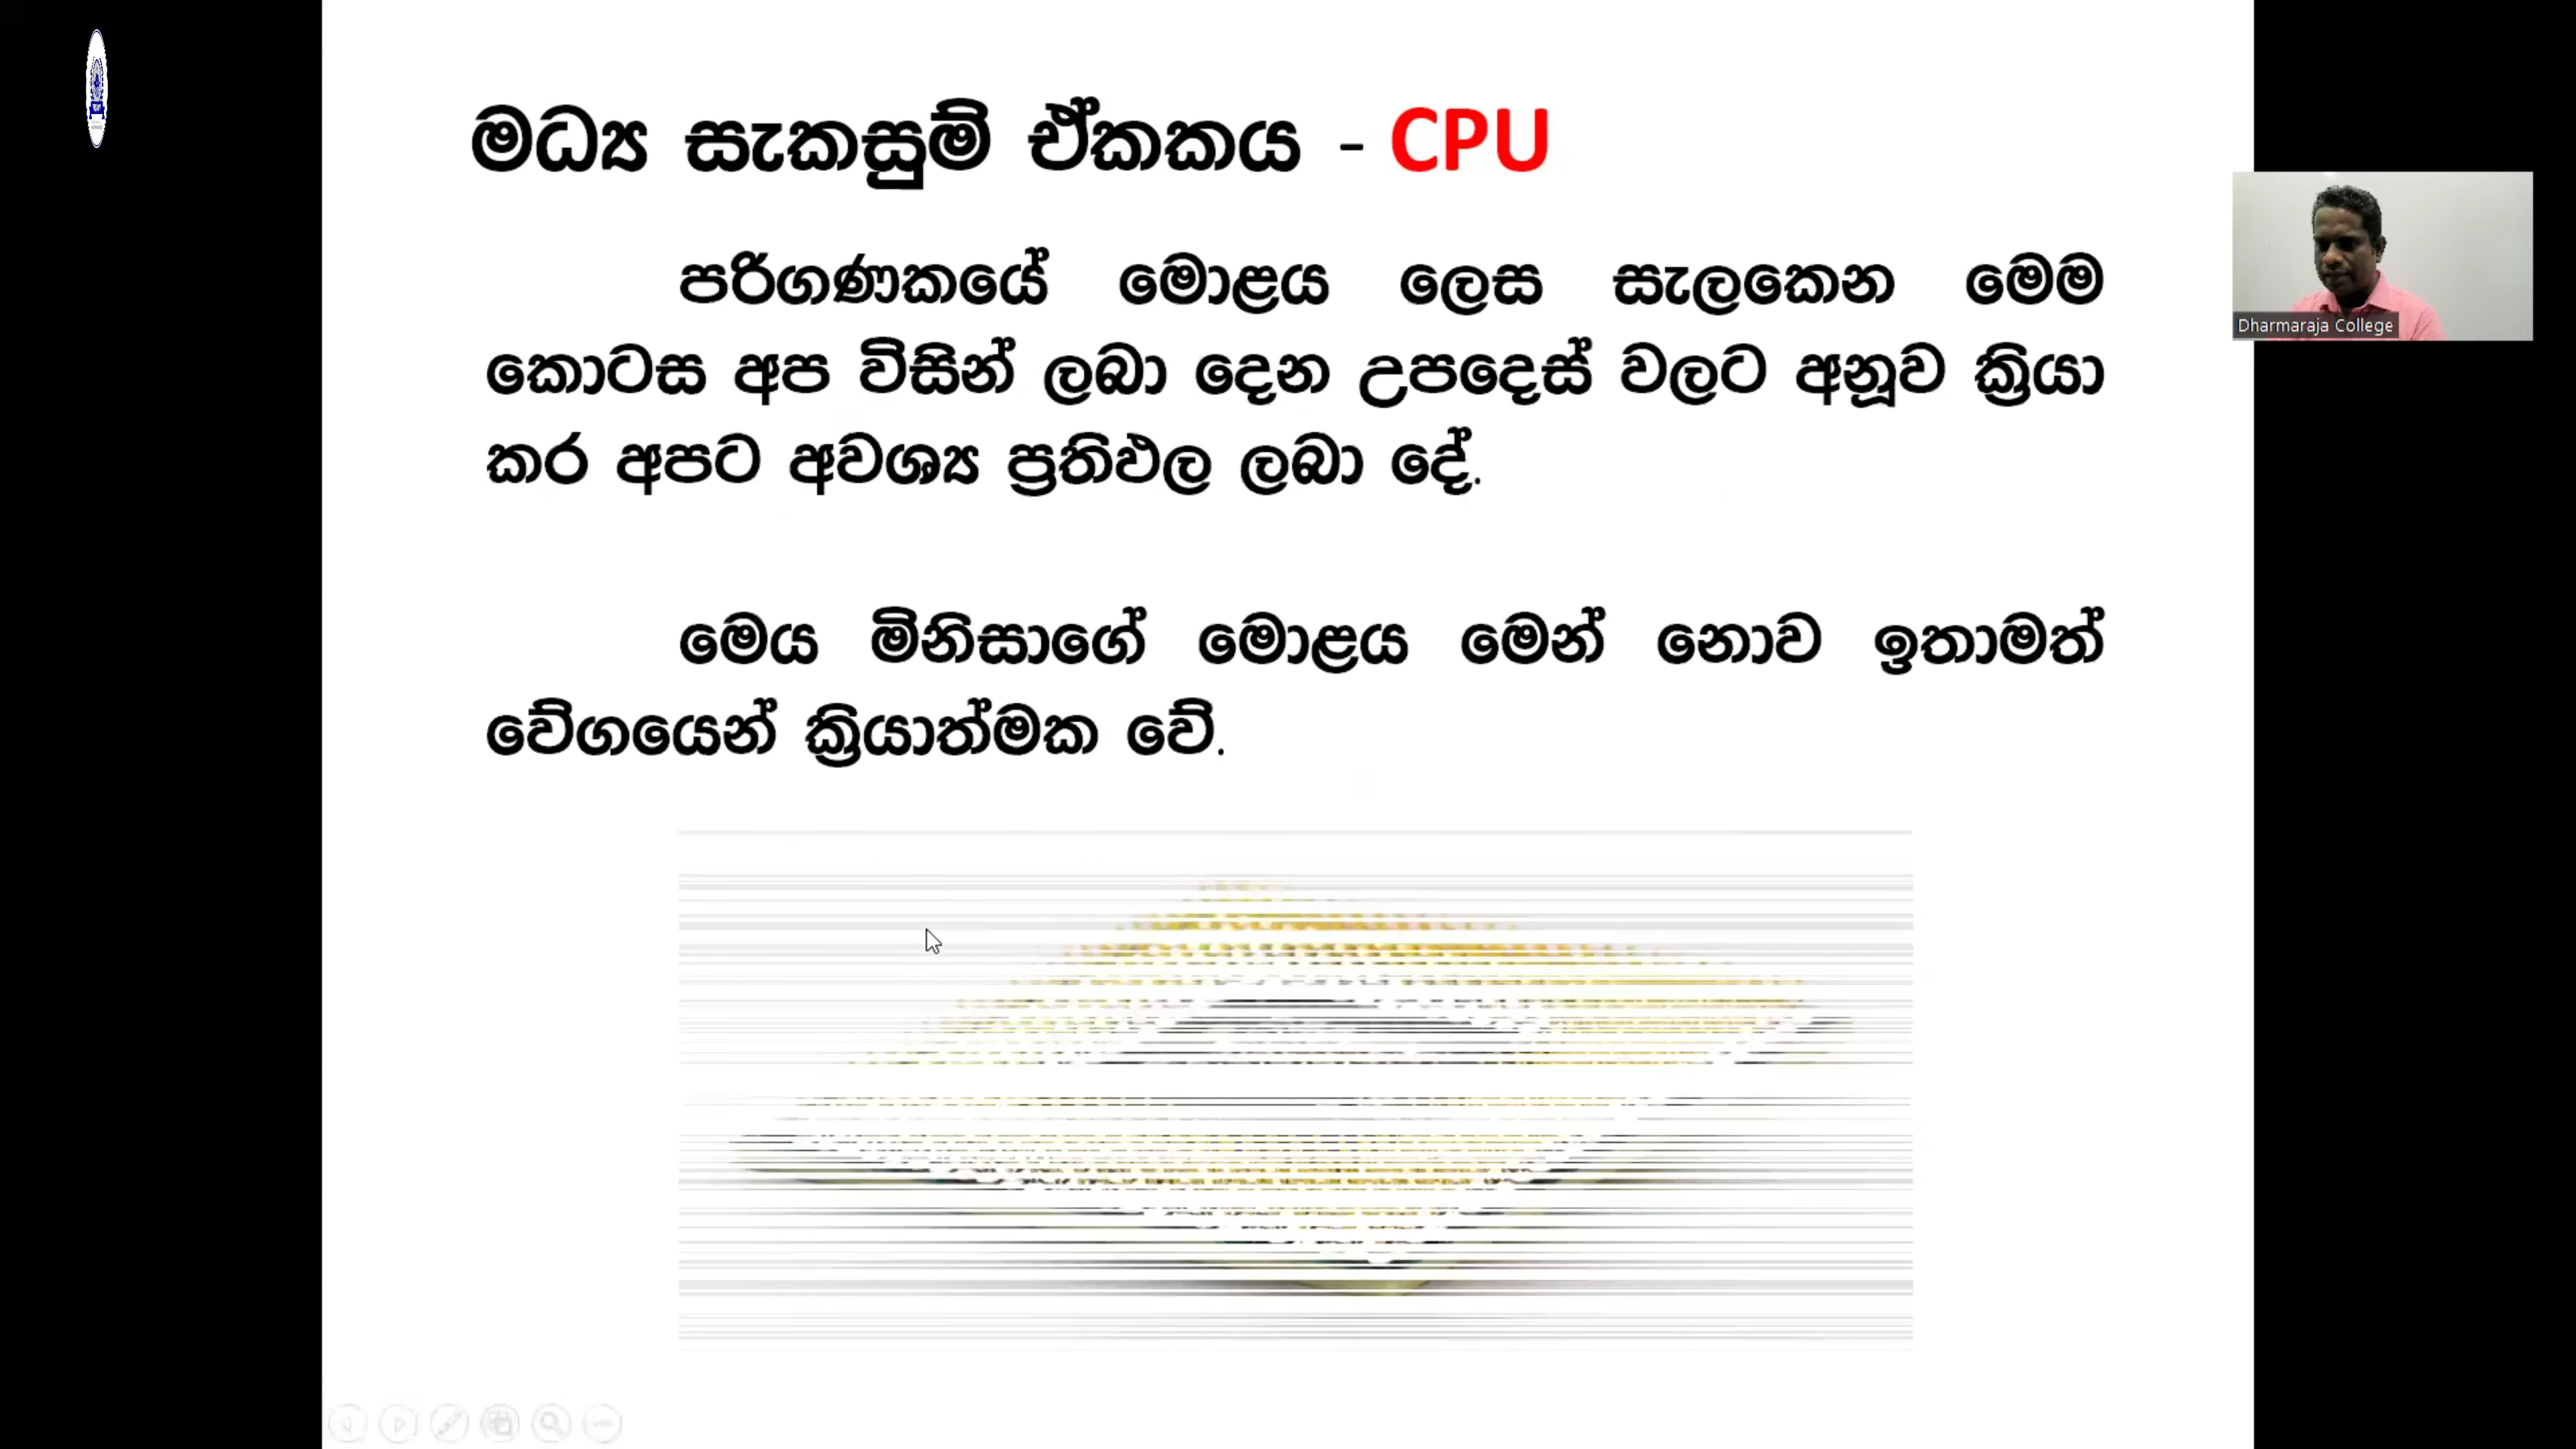 මධ්‍ය සැකසුම් ඒකකය - CPU
පරිගණකයේ මොළය ලෙස සැලකෙන මෙම
කොටස අප විසින් ලබා දෙන උපදෙස් වලට අනූව ක්‍රියා
කර අපට අවශ්‍ය ප්‍රතිඵල ලබා දේ.
මෙය මිනිසාගේ මොළය මෙන් නොව ඉතාමත්
වේගයෙන් ක්‍රියාත්මක වේ.
Dharmaraja College